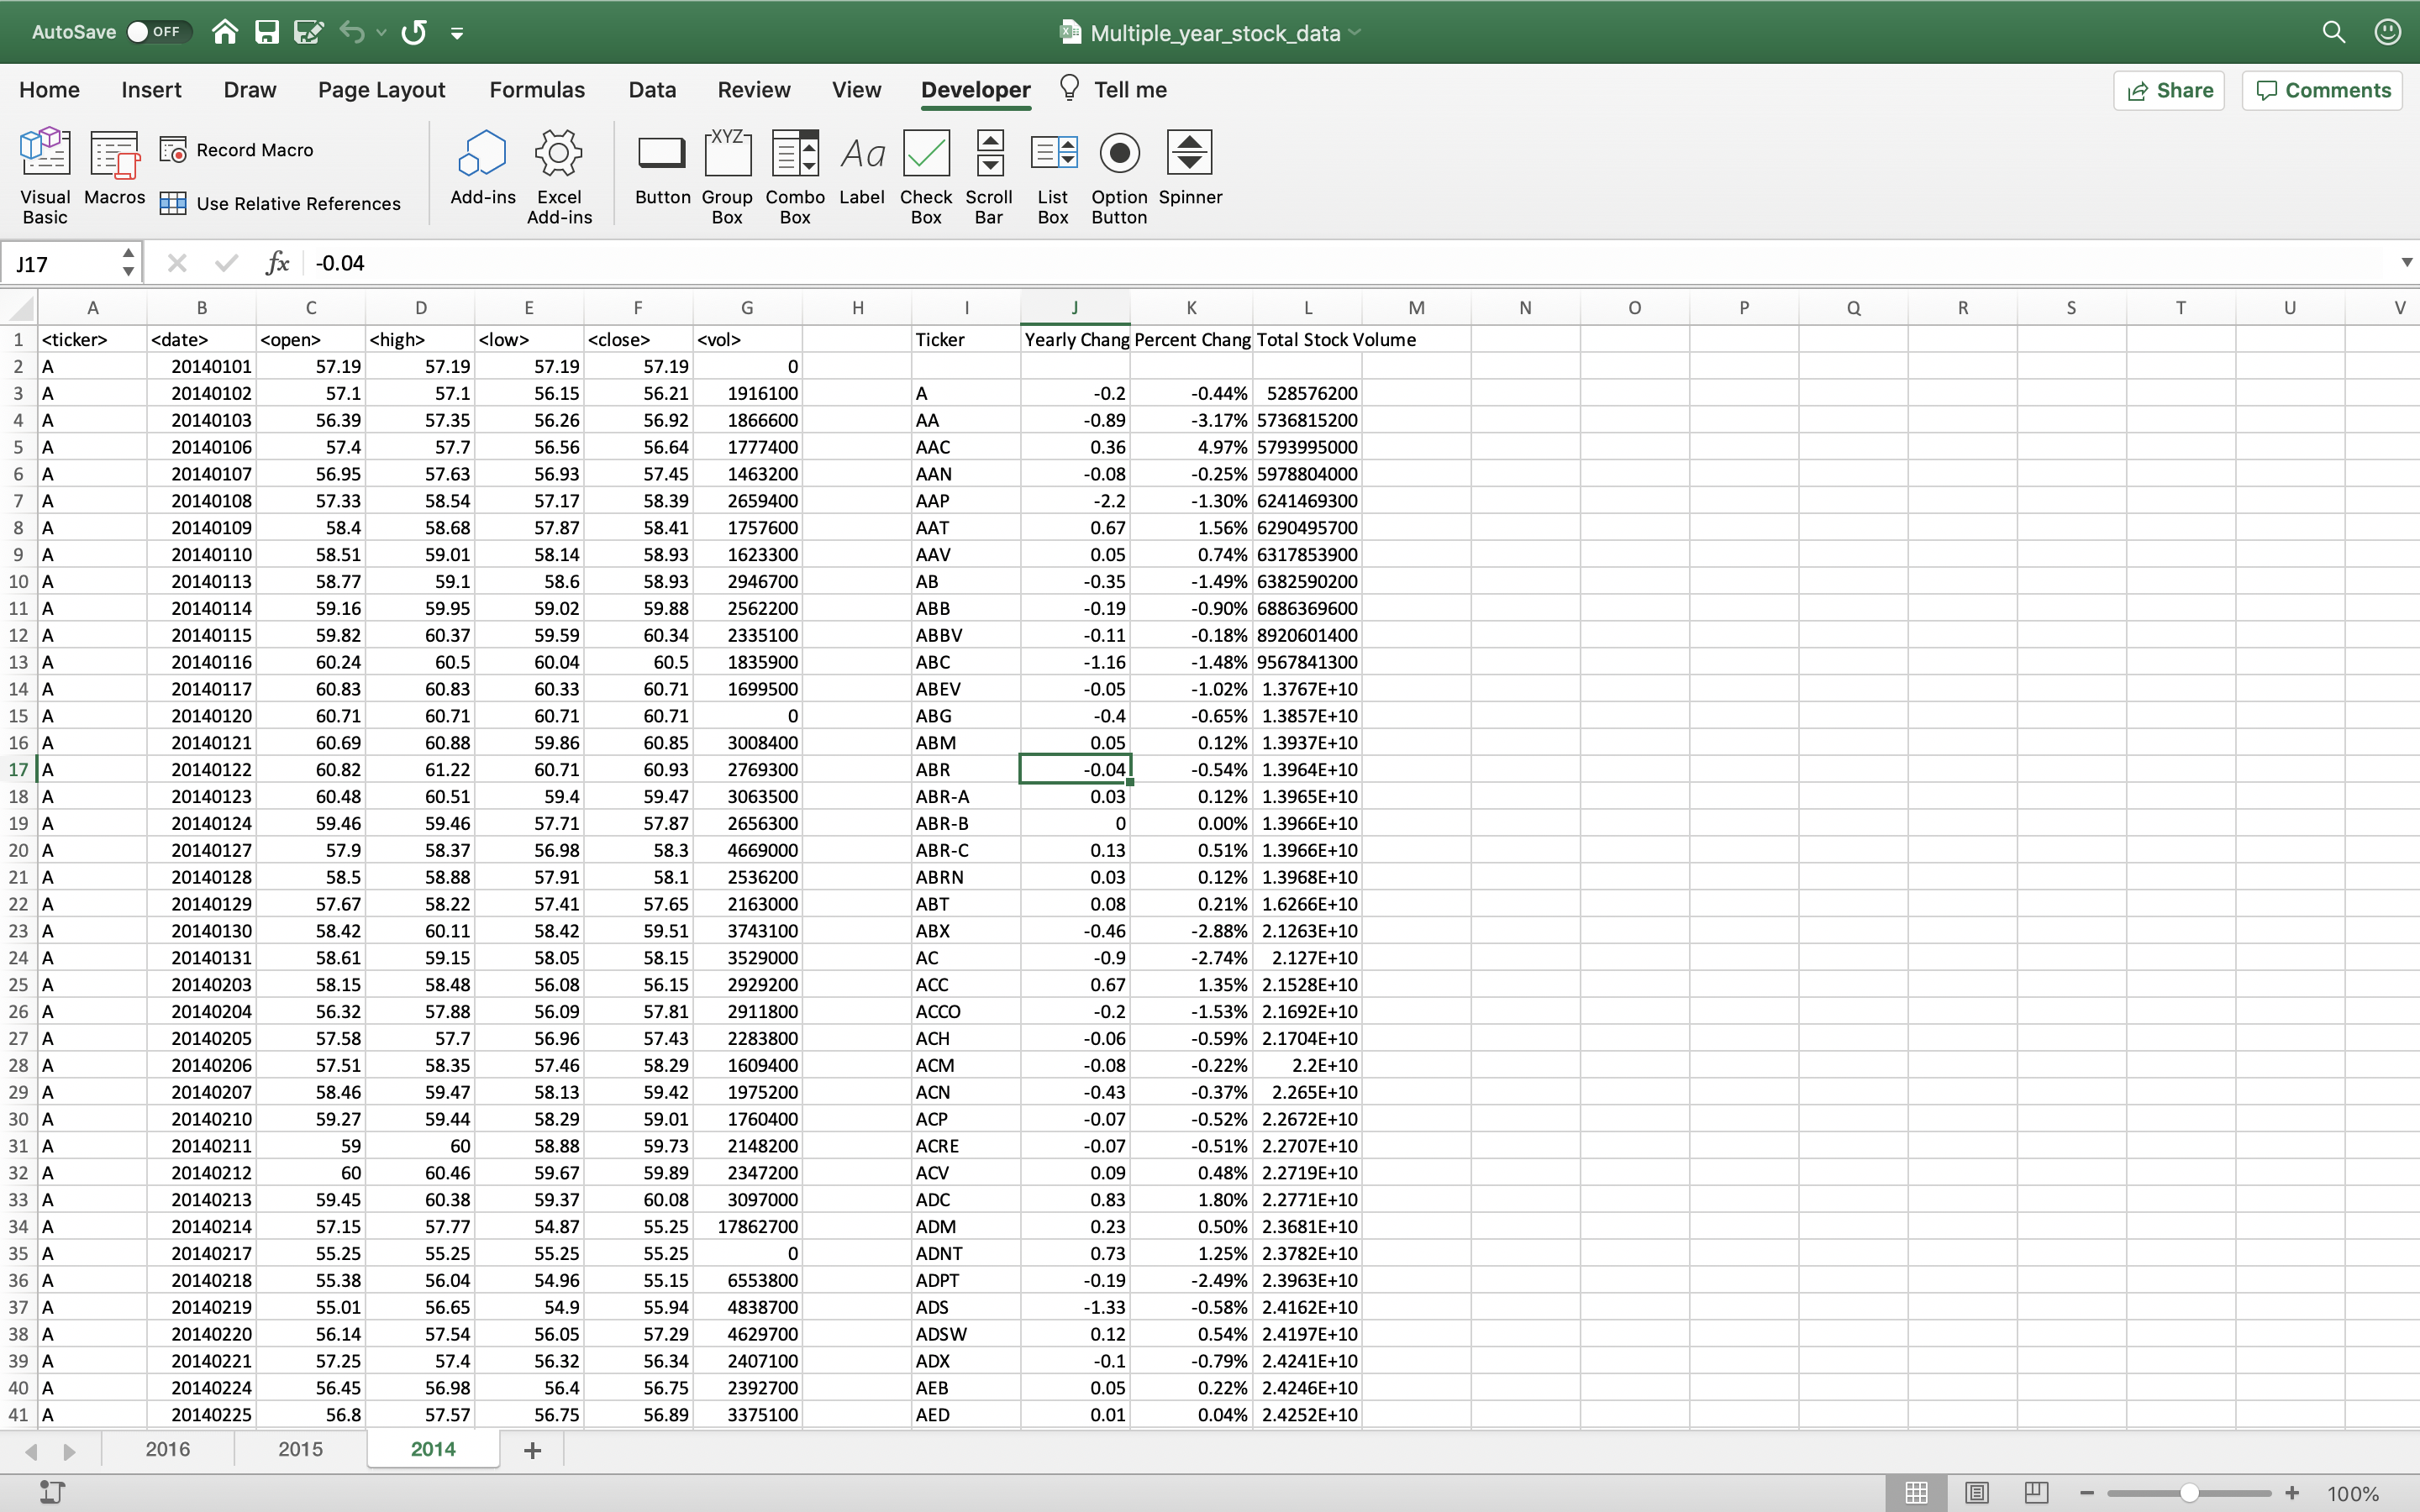 AutoSave OFF Multiple_year_stock_data
Home Insert Draw Page Layout Formulas Data Review View Developer Tell me Share Comments
Visual Basic Macros Record Macro Use Relative References Add-ins Excel Add-ins Button Group Box XYZ Combo Box Aa Label Check Box Scroll Bar List Box Option Button Spinner
J17 fx -0.04
A B C D E F G H I J K L M N O P Q R S T U V
1 <ticker> <date> <open> <high> <low> <close> <vol> Ticker Yearly Chang Percent Chang Total Stock Volume
2 A 20140101 57.19 57.19 57.19 57.19 0
3 A 20140102 57.1 57.1 56.15 56.21 1916100 A -0.2 -0.44% 528576200
4 A 20140103 56.39 57.35 56.26 56.92 1866600 AA -0.89 -3.17% 5736815200
5 A 20140106 57.4 57.7 56.56 56.64 1777400 AAC 0.36 4.97% 5793995000
6 A 20140107 56.95 57.63 56.93 57.45 1463200 AAN -0.08 -0.25% 5978804000
7 A 20140108 57.33 58.54 57.17 58.39 2659400 AAP -2.2 -1.30% 6241469300
8 A 20140109 58.4 58.68 57.87 58.41 1757600 AAT 0.67 1.56% 6290495700
9 A 20140110 58.51 59.01 58.14 58.93 1623300 AAV 0.05 0.74% 6317853900
10 A 20140113 58.77 59.1 58.6 58.93 2946700 AB -0.35 -1.49% 6382590200
11 A 20140114 59.16 59.95 59.02 59.88 2562200 ABB -0.19 -0.90% 6886369600
12 A 20140115 59.82 60.37 59.59 60.34 2335100 ABBV -0.11 -0.18% 8920601400
13 A 20140116 60.24 60.5 60.04 60.5 1835900 ABC -1.16 -1.48% 9567841300
14 A 20140117 60.83 60.83 60.33 60.71 1699500 ABEV -0.05 -1.02% 1.3767E+10
15 A 20140120 60.71 60.71 60.71 60.71 0 ABG -0.4 -0.65% 1.3857E+10
16 A 20140121 60.69 60.88 59.86 60.85 3008400 ABM 0.05 0.12% 1.3937E+10
17 A 20140122 60.82 61.22 60.71 60.93 2769300 ABR -0.04 -0.54% 1.3964E+10
18 A 20140123 60.48 60.51 59.4 59.47 3063500 ABR-A 0.03 0.12% 1.3965E+10
19 A 20140124 59.46 59.46 57.71 57.87 2656300 ABR-B 0 0.00% 1.3966E+10
20 A 20140127 57.9 58.37 56.98 58.3 4669000 ABR-C 0.13 0.51% 1.3966E+10
21 A 20140128 58.5 58.88 57.91 58.1 2536200 ABRN 0.03 0.12% 1.3968E+10
22 A 20140129 57.67 58.22 57.41 57.65 2163000 ABT 0.08 0.21% 1.6266E+10
23 A 20140130 58.42 60.11 58.42 59.51 3743100 ABX -0.46 -2.88% 2.1263E+10
24 A 20140131 58.61 59.15 58.05 58.15 3529000 AC -0.9 -2.74% 2.127E+10
25 A 20140203 58.15 58.48 56.08 56.15 2929200 ACC 0.67 1.35% 2.1528E+10
26 A 20140204 56.32 57.88 56.09 57.81 2911800 ACCO -0.2 -1.53% 2.1692E+10
27 A 20140205 57.58 57.7 56.96 57.43 2283800 ACH -0.06 -0.59% 2.1704E+10
28 A 20140206 57.51 58.35 57.46 58.29 1609400 ACM -0.08 -0.22% 2.2E+10
29 A 20140207 58.46 59.47 58.13 59.42 1975200 ACN -0.43 -0.37% 2.265E+10
30 A 20140210 59.27 59.44 58.29 59.01 1760400 ACP -0.07 -0.52% 2.2672E+10
31 A 20140211 59 60 58.88 59.73 2148200 ACRE -0.07 -0.51% 2.2707E+10
32 A 20140212 60 60.46 59.67 59.89 2347200 ACV 0.09 0.48% 2.2719E+10
33 A 20140213 59.45 60.38 59.37 60.08 3097000 ADC 0.83 1.80% 2.2771E+10
34 A 20140214 57.15 57.77 54.87 55.25 17862700 ADM 0.23 0.50% 2.3681E+10
35 A 20140217 55.25 55.25 55.25 55.25 0 ADNT 0.73 1.25% 2.3782E+10
36 A 20140218 55.38 56.04 54.96 55.15 6553800 ADPT -0.19 -2.49% 2.3963E+10
37 A 20140219 55.01 56.65 54.9 55.94 4838700 ADS -1.33 -0.58% 2.4162E+10
38 A 20140220 56.14 57.54 56.05 57.29 4629700 ADSW 0.12 0.54% 2.4197E+10
39 A 20140221 57.25 57.4 56.32 56.34 2407100 ADX -0.1 -0.79% 2.4241E+10
40 A 20140224 56.45 56.98 56.4 56.75 2392700 AEB 0.05 0.22% 2.4246E+10
41 A 20140225 56.8 57.57 56.75 56.89 3375100 AED 0.01 0.04% 2.4252E+10
2016 2015 2014 +
100%